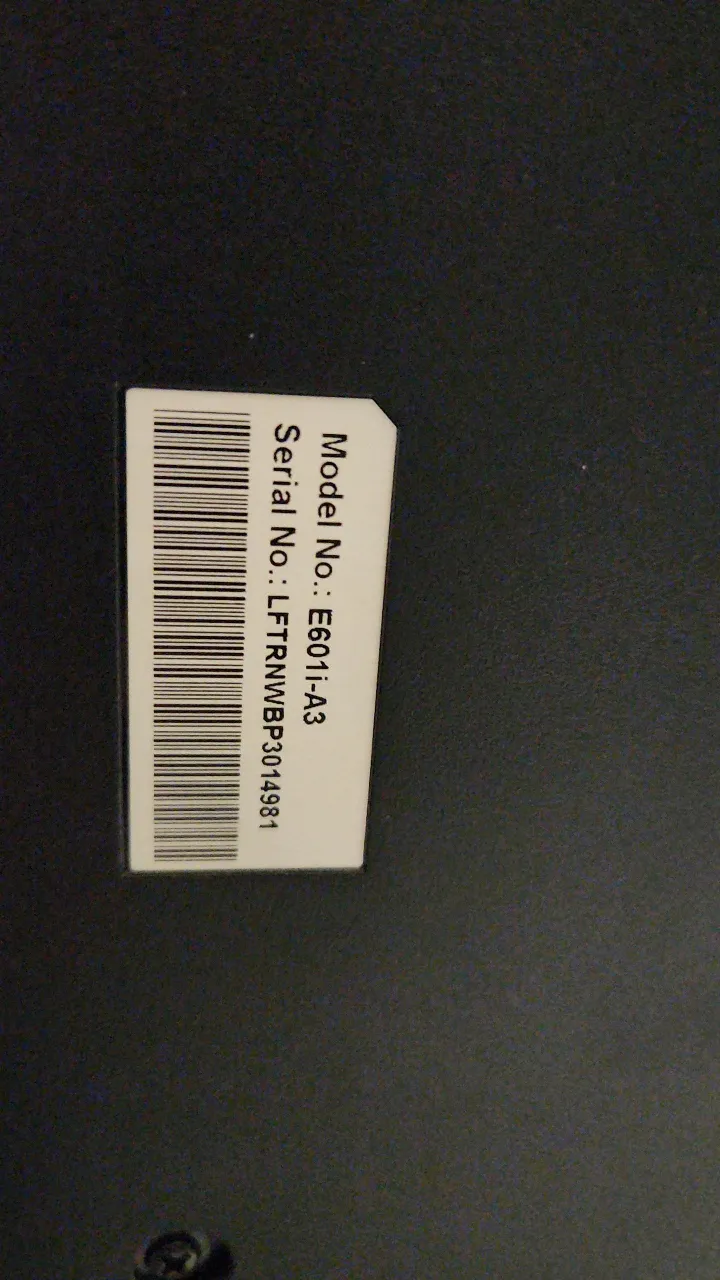 Model No.: E601i-A3
Serial No.: LFTRNWBP3014981